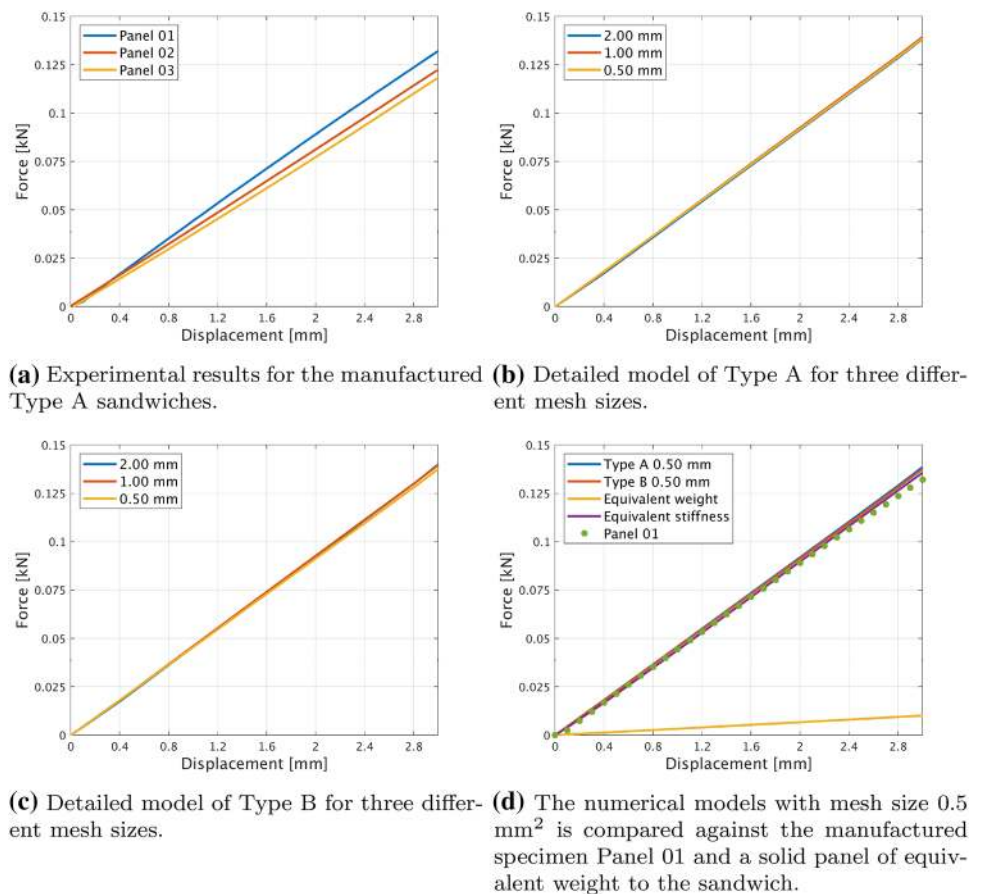 0.15
0.125
0.1
0.075
0.05
0.025
0
Force [kN]
Panel 01
Panel 02
Panel 03
0 0.4 0.8 1.2 1.6 2 2.4 2.8
Displacement [mm]
(a) Experimental results for the manufactured
Type A sandwiches.
0.15
0.125
0.1
0.075
0.05
0.025
0
Force [kN]
2.00 mm
1.00 mm
0.50 mm
0 0.4 0.8 1.2 1.6 2 2.4 2.8
Displacement [mm]
(b) Detailed model of Type A for three differ-
ent mesh sizes.
0.15
0.125
0.1
0.075
0.05
0.025
0
Force [kN]
2.00 mm
1.00 mm
0.50 mm
0 0.4 0.8 1.2 1.6 2 2.4 2.8
Displacement [mm]
(c) Detailed model of Type B for three differ-
ent mesh sizes.
0.15
0.125
0.1
0.075
0.05
0.025
0
Force [kN]
Type A 0.50 mm
Type B 0.50 mm
Equivalent weight
Equivalent stiffness
Panel 01
0 0.4 0.8 1.2 1.6 2 2.4 2.8
Displacement [mm]
(d) The numerical models with mesh size 0.5
mm² is compared against the manufactured
specimen Panel 01 and a solid panel of equiv-
alent weight to the sandwich.